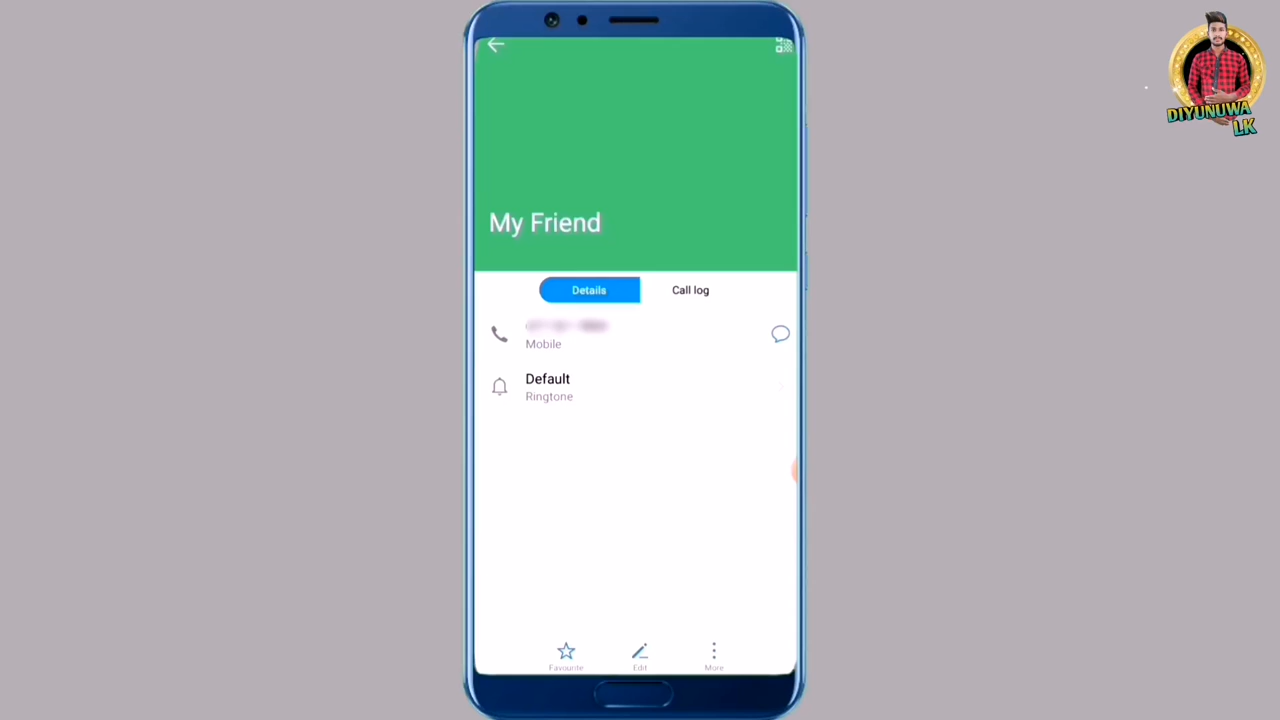 DIYUNUWA
LK
My Friend
Details
Call log
Mobile
Default
Ringtone
Favourite
Edit
More